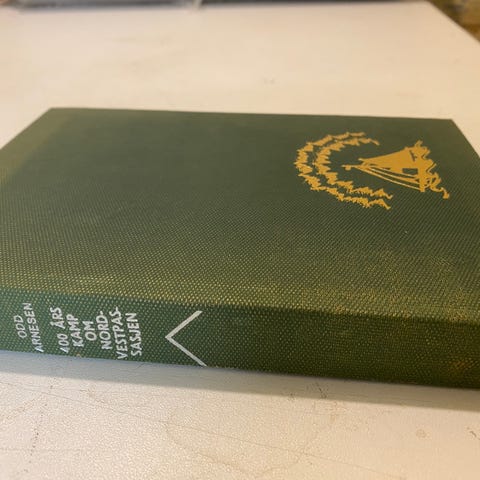 ODD
ARNESEN
400 ÅRS
KAMP
OM
NORD-
VESTPAS-
SASJEN